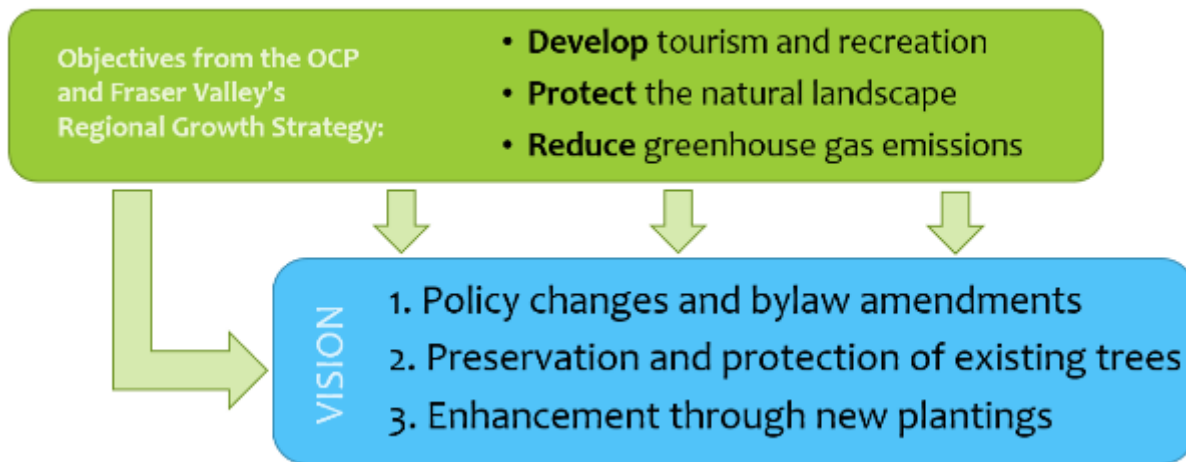 Objectives from the OCP
and Fraser Valley's
Regional Growth Strategy:
• Develop tourism and recreation
• Protect the natural landscape
• Reduce greenhouse gas emissions
VISION
1. Policy changes and bylaw amendments
2. Preservation and protection of existing trees
3. Enhancement through new plantings